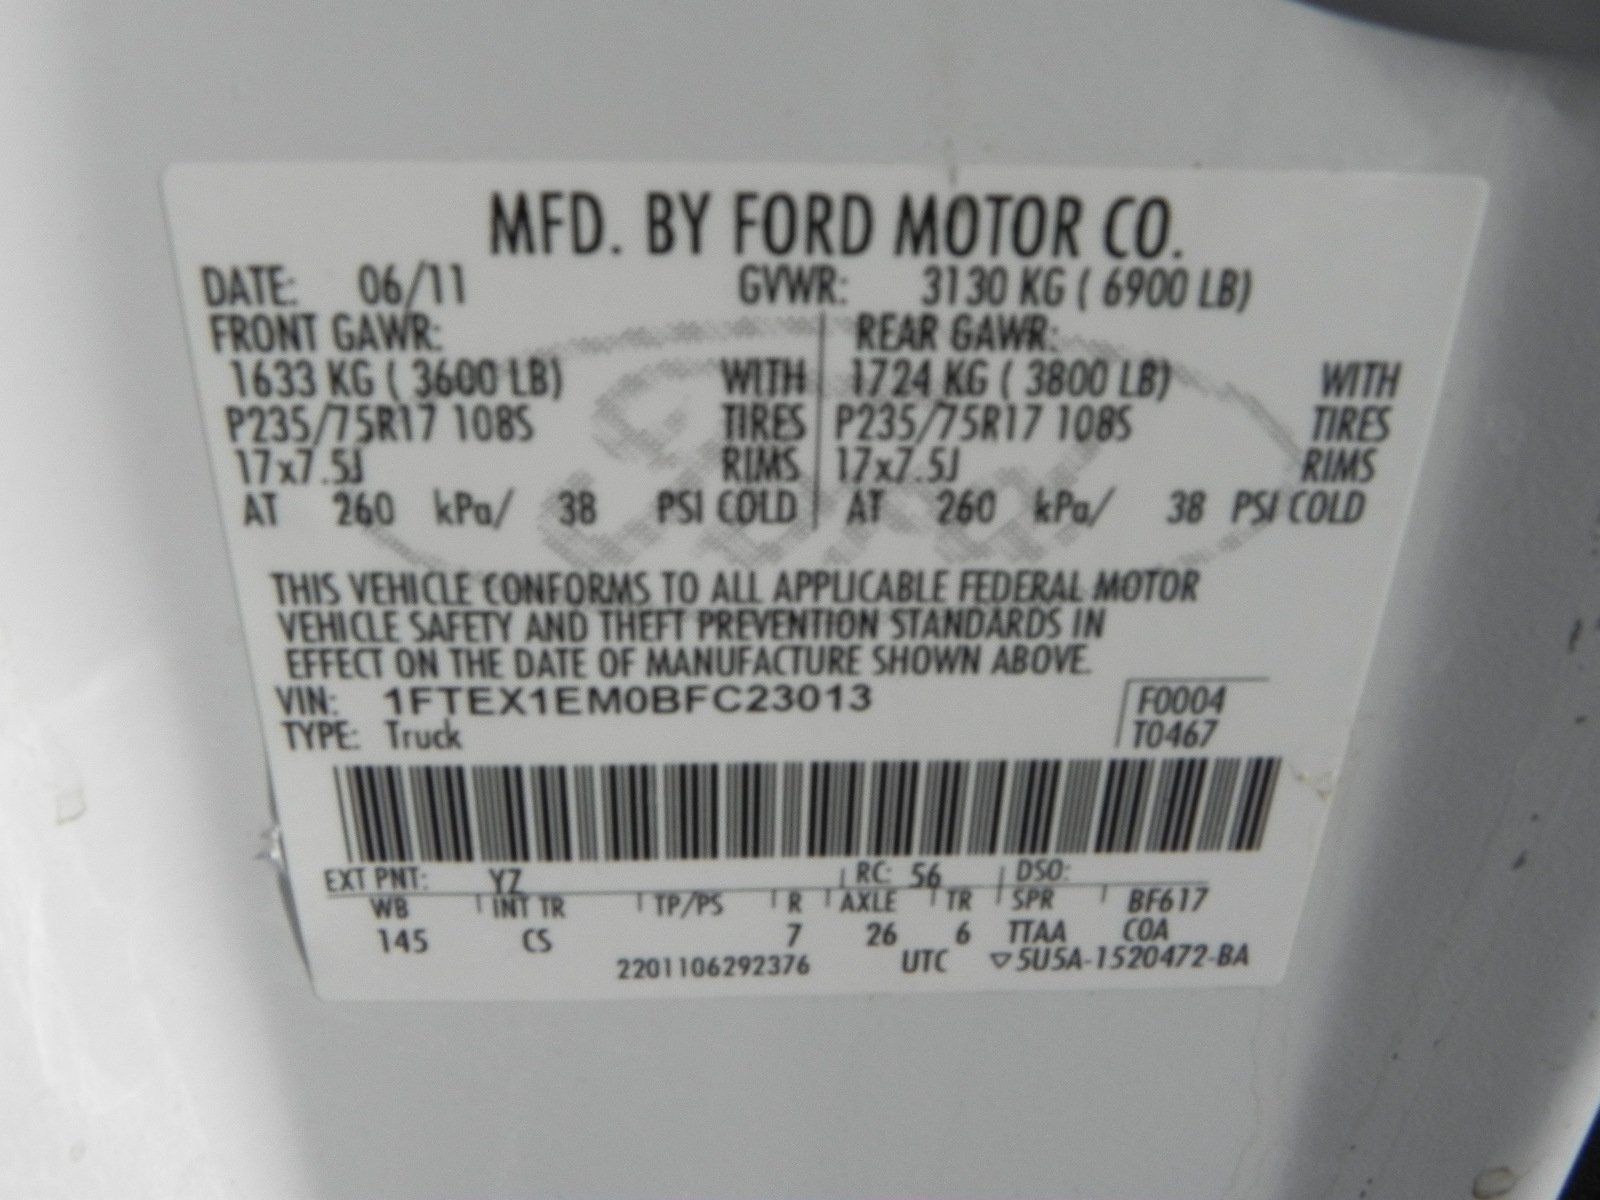 MFD. BY FORD MOTOR CO.
DATE: 06/11 GVWR: 3130 KG ( 6900 LB)
FRONT GAWR: REAR GAWR:
1633 KG ( 3600 LB) WITH 1724 KG ( 3800 LB) WITH
P235/75R17 108S TIRES P235/75R17 108S TIRES
17x7.5J RIMS 17x7.5J RIMS
AT 260 kPa/ 38 PSI COLD AT 260 kPa/ 38 PSI COLD
THIS VEHICLE CONFORMS TO ALL APPLICABLE FEDERAL MOTOR
VEHICLE SAFETY AND THEFT PREVENTION STANDARDS IN
EFFECT ON THE DATE OF MANUFACTURE SHOWN ABOVE.
VIN: 1FTEX1EM0BFC23013 F0004
TYPE: Truck T0467
EXT PNT: YZ RC: 56 DSO:
WB INT TR TP/PS R AXLE TR SPR BF617
145 CS 7 26 6 TTAA COA
2201106292376 UTC ▽5U5A-1520472-BA